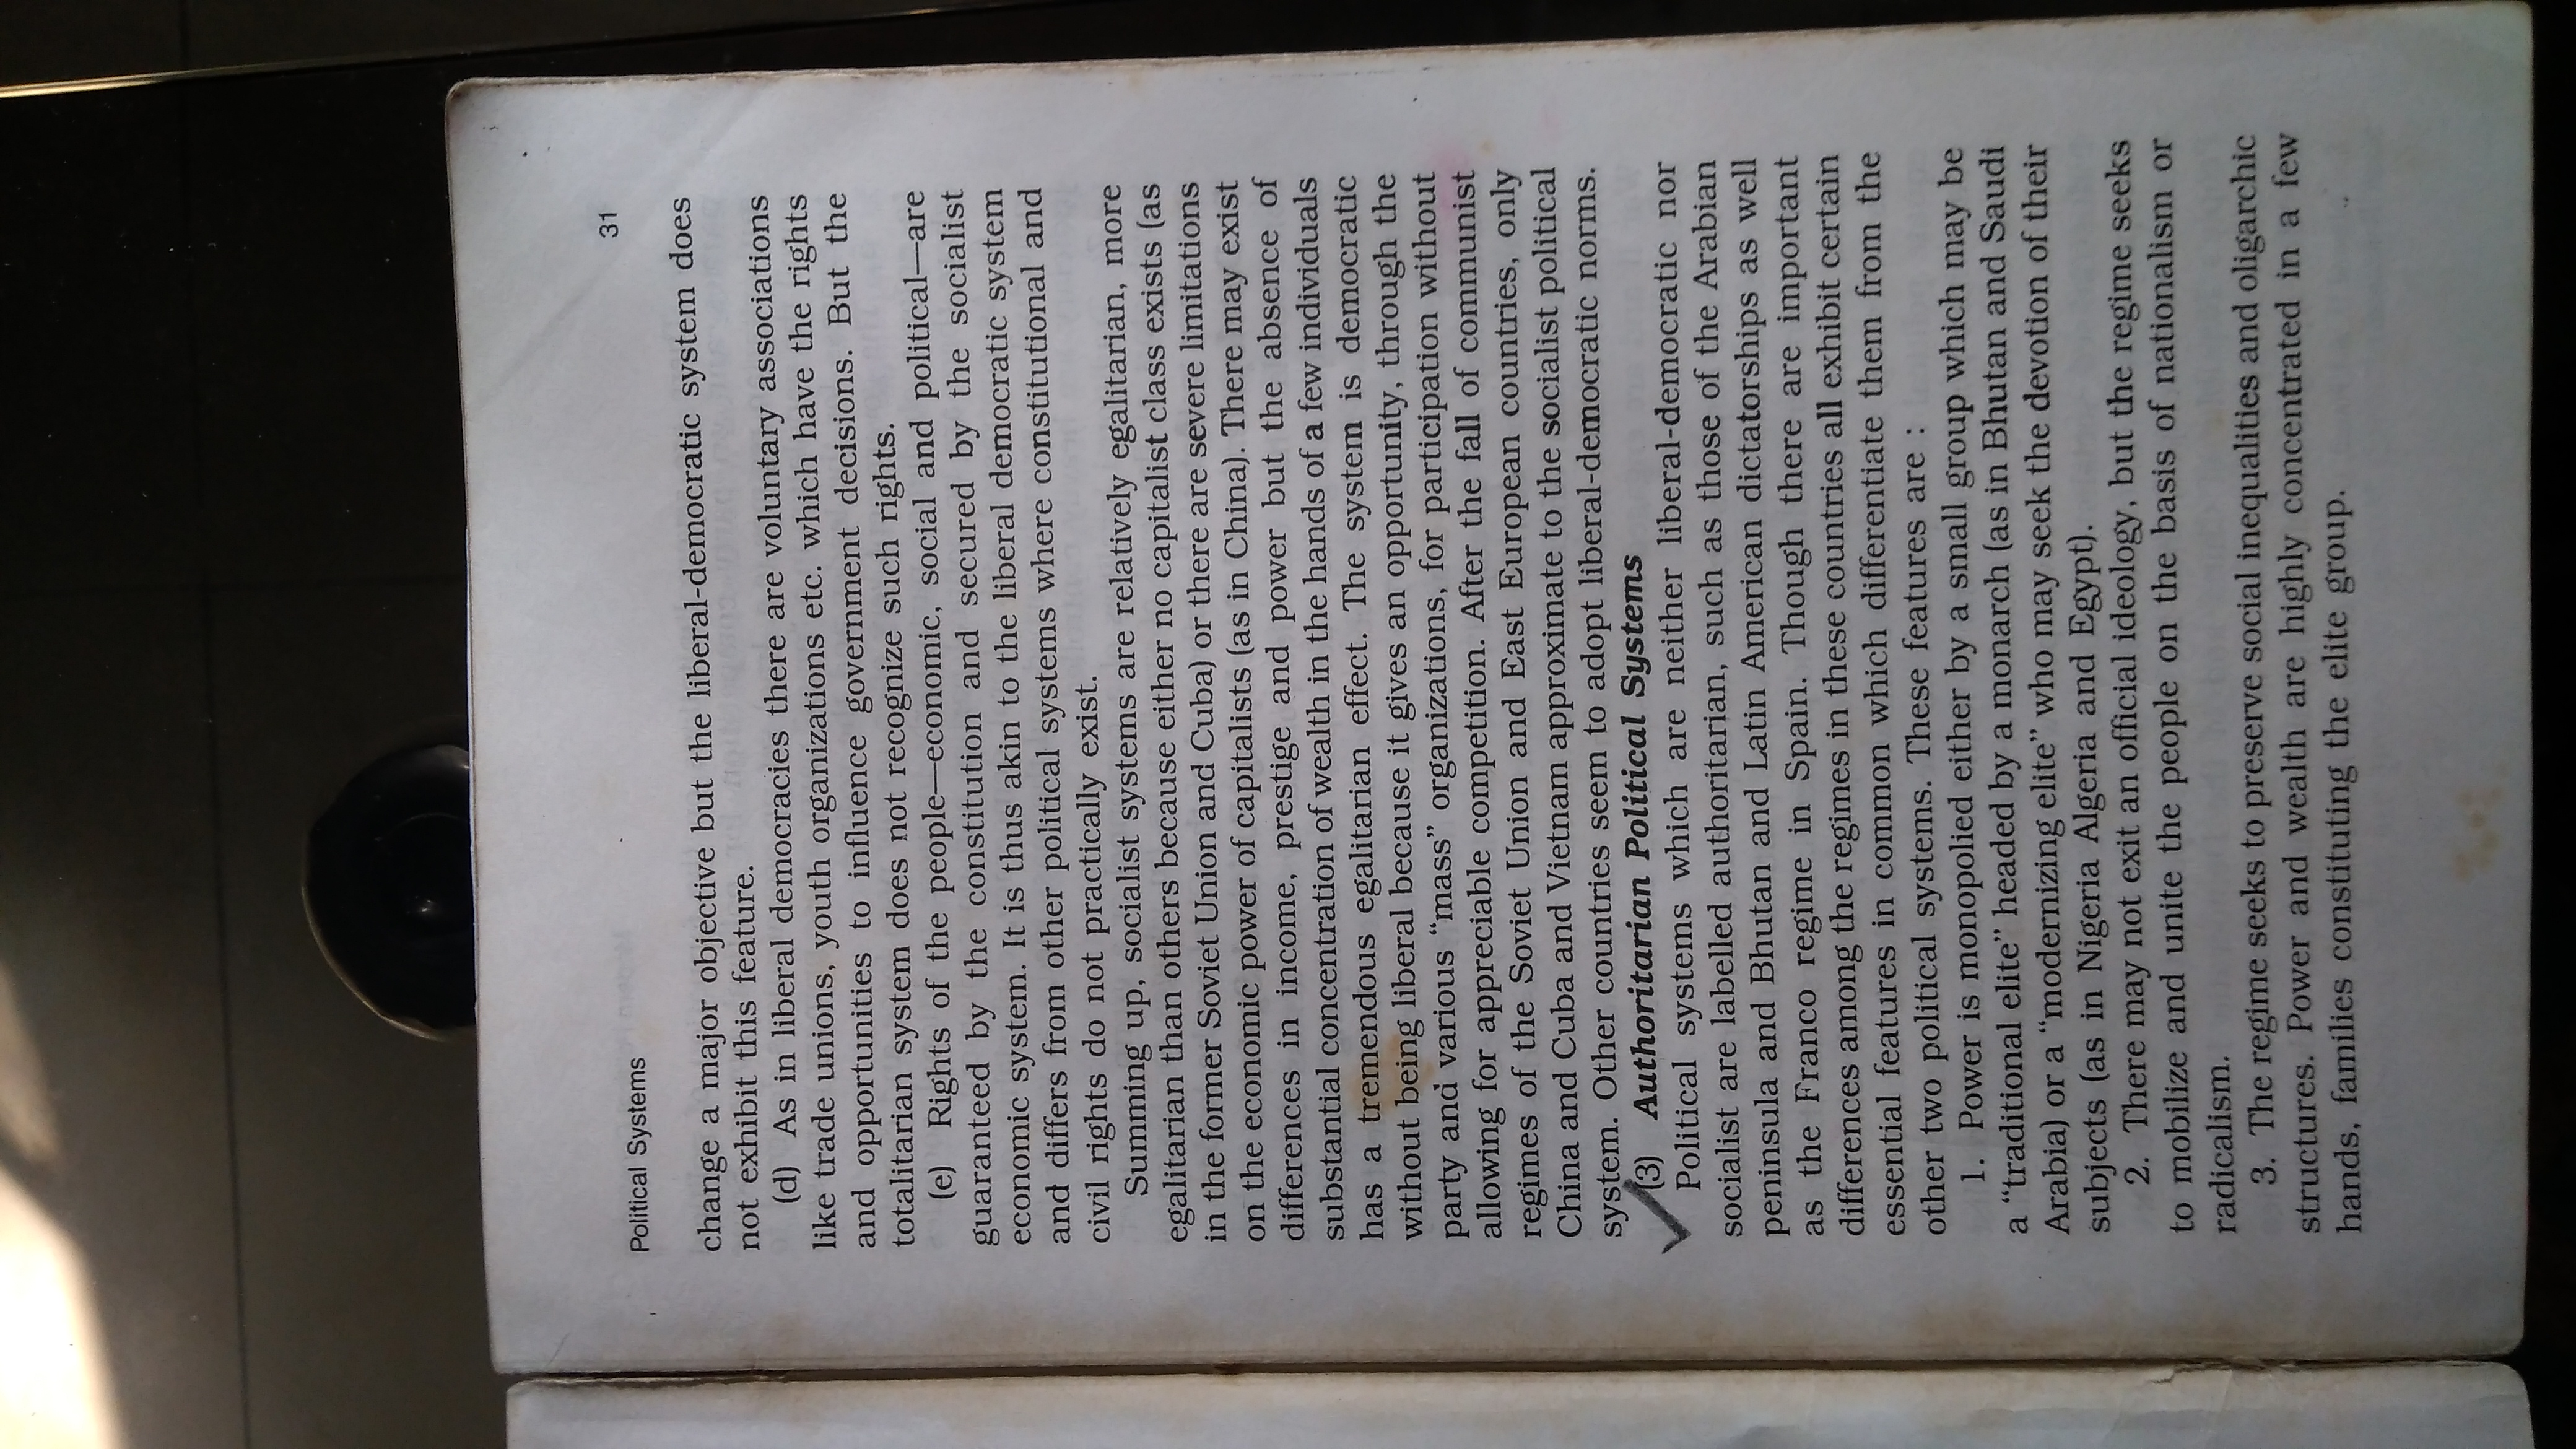 Political Systems 31
change a major objective but the liberal-democratic system does
not exhibit this feature.
(d) As in liberal democracies there are voluntary associations
like trade unions, youth organizations etc. which have the rights
and opportunities to influence government decisions. But the
totalitarian system does not recognize such rights.
(e) Rights of the people—economic, social and political—are
guaranteed by the constitution and secured by the socialist
economic system. It is thus akin to the liberal democratic system
and differs from other political systems where constitutional and
civil rights do not practically exist.
Summing up, socialist systems are relatively egalitarian, more
egalitarian than others because either no capitalist class exists (as
in the former Soviet Union and Cuba) or there are severe limitations
on the economic power of capitalists (as in China). There may exist
differences in income, prestige and power but the absence of
substantial concentration of wealth in the hands of a few individuals
has a tremendous egalitarian effect. The system is democratic
without being liberal because it gives an opportunity, through the
party and various “mass” organizations, for participation without
allowing for appreciable competition. After the fall of communist
regimes of the Soviet Union and East European countries, only
China and Cuba and Vietnam approximate to the socialist political
system. Other countries seem to adopt liberal-democratic norms.
(3) Authoritarian Political Systems
Political systems which are neither liberal-democratic nor
socialist are labelled authoritarian, such as those of the Arabian
peninsula and Bhutan and Latin American dictatorships as well
as the Franco regime in Spain. Though there are important
differences among the regimes in these countries all exhibit certain
essential features in common which differentiate them from the
other two political systems. These features are :
1. Power is monopolied either by a small group which may be
a “traditional elite” headed by a monarch (as in Bhutan and Saudi
Arabia) or a “modernizing elite” who may seek the devotion of their
subjects (as in Nigeria Algeria and Egypt).
2. There may not exit an official ideology, but the regime seeks
to mobilize and unite the people on the basis of nationalism or
radicalism.
3. The regime seeks to preserve social inequalities and oligarchic
structures. Power and wealth are highly concentrated in a few
hands, families constituting the elite group.